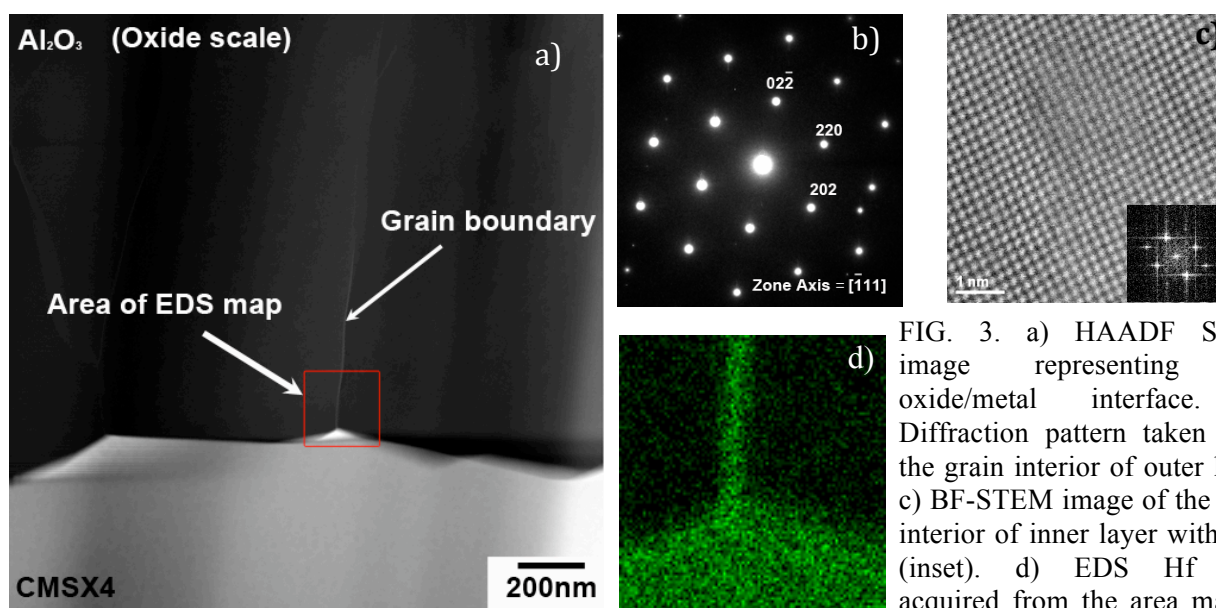 Al₂O₃ (Oxide scale)
a)
Grain boundary
Area of EDS map
CMSX4
200nm
b)
022̄
220
202
Zone Axis = [1̄11]
c)
1 nm
d)
FIG. 3. a) HAADF S
image representing
oxide/metal interface.
Diffraction pattern taken
the grain interior of outer
c) BF-STEM image of the
interior of inner layer with
(inset). d) EDS Hf
acquired from the area